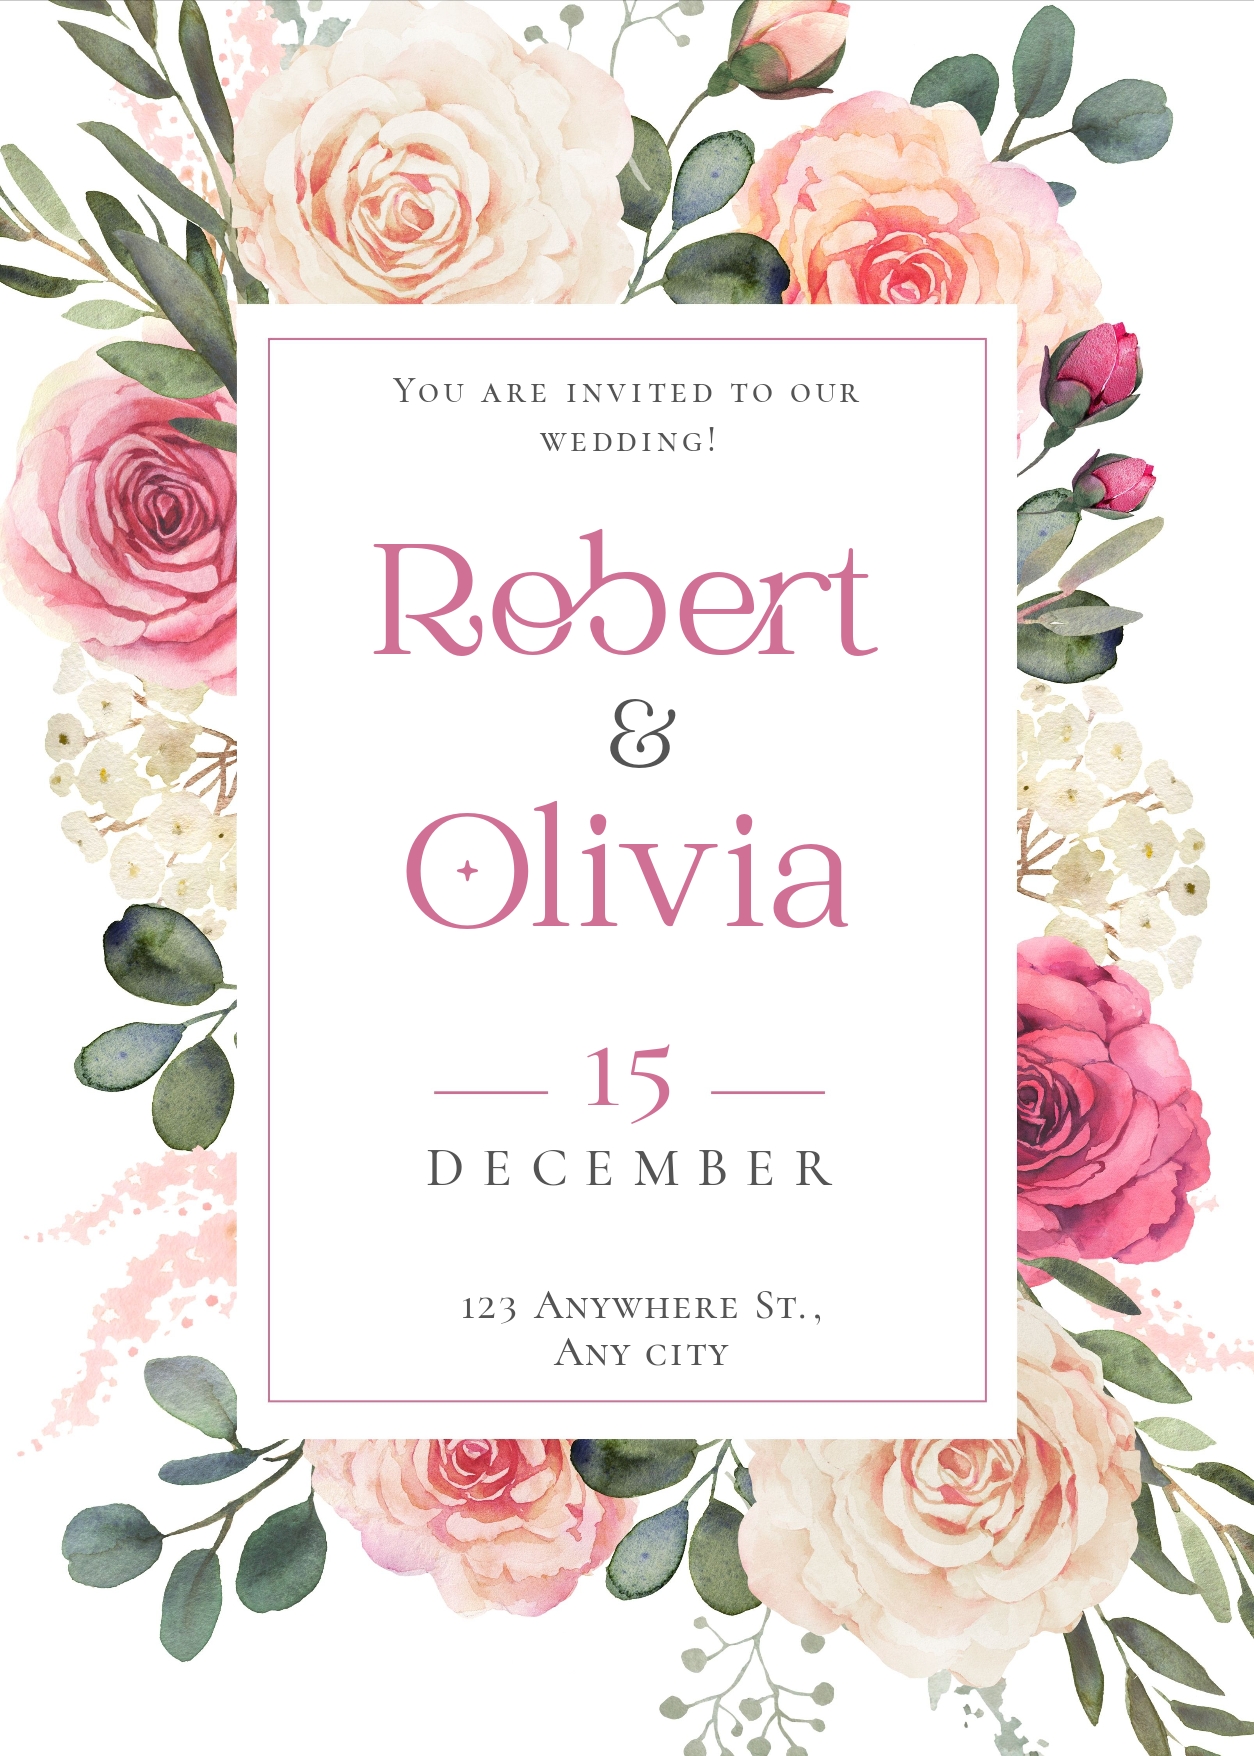 You are invited to our
wedding!
Robert
&
Olivia
15
DECEMBER
123 Anywhere St.,
Any city